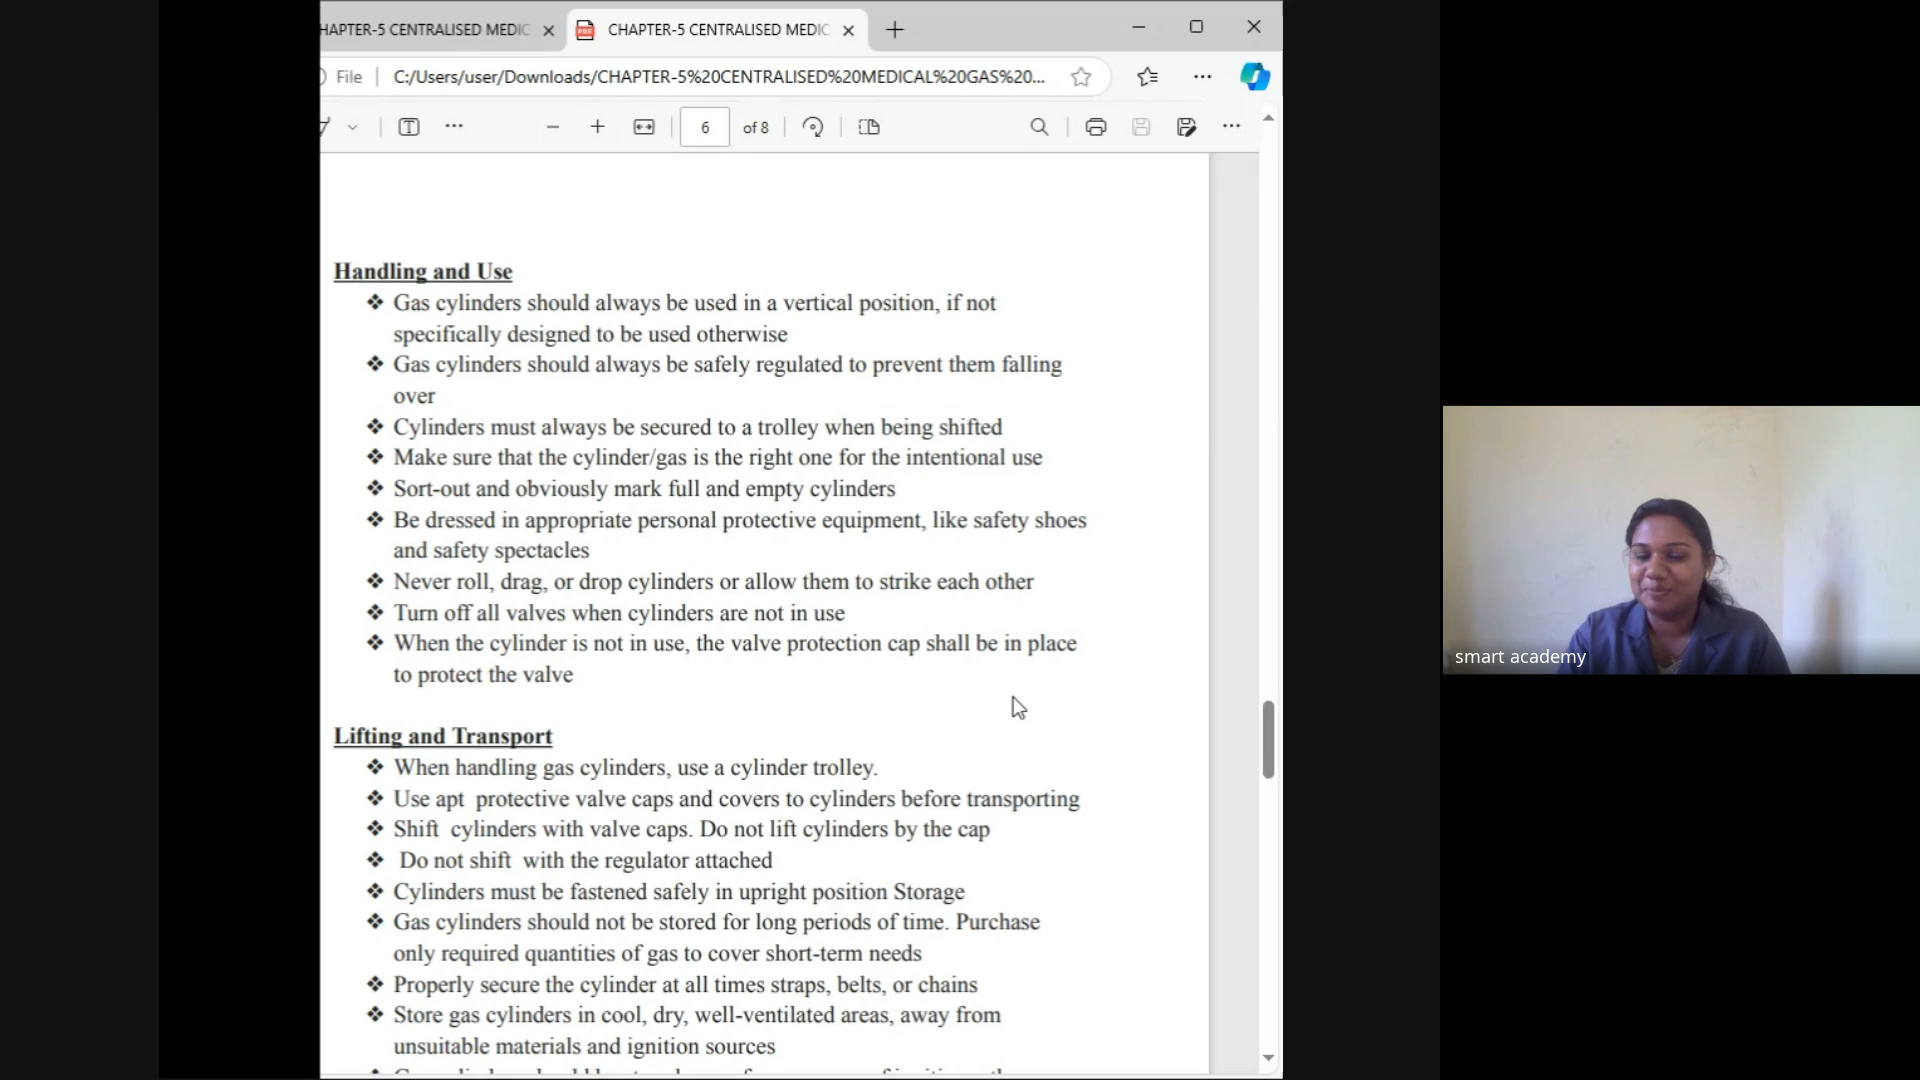 HAPTER-5 CENTRALISED MEDIC
CHAPTER-5 CENTRALISED MEDIC
File
C:/Users/user/Downloads/CHAPTER-5%20CENTRALISED%20MEDICAL%20GAS%20...
6 of 8
Handling and Use
❖ Gas cylinders should always be used in a vertical position, if not
specifically designed to be used otherwise
❖ Gas cylinders should always be safely regulated to prevent them falling
over
❖ Cylinders must always be secured to a trolley when being shifted
❖ Make sure that the cylinder/gas is the right one for the intentional use
❖ Sort-out and obviously mark full and empty cylinders
❖ Be dressed in appropriate personal protective equipment, like safety shoes
and safety spectacles
❖ Never roll, drag, or drop cylinders or allow them to strike each other
❖ Turn off all valves when cylinders are not in use
❖ When the cylinder is not in use, the valve protection cap shall be in place
to protect the valve
Lifting and Transport
❖ When handling gas cylinders, use a cylinder trolley.
❖ Use apt protective valve caps and covers to cylinders before transporting
❖ Shift cylinders with valve caps. Do not lift cylinders by the cap
❖ Do not shift with the regulator attached
❖ Cylinders must be fastened safely in upright position Storage
❖ Gas cylinders should not be stored for long periods of time. Purchase
only required quantities of gas to cover short-term needs
❖ Properly secure the cylinder at all times straps, belts, or chains
❖ Store gas cylinders in cool, dry, well-ventilated areas, away from
unsuitable materials and ignition sources
smart academy